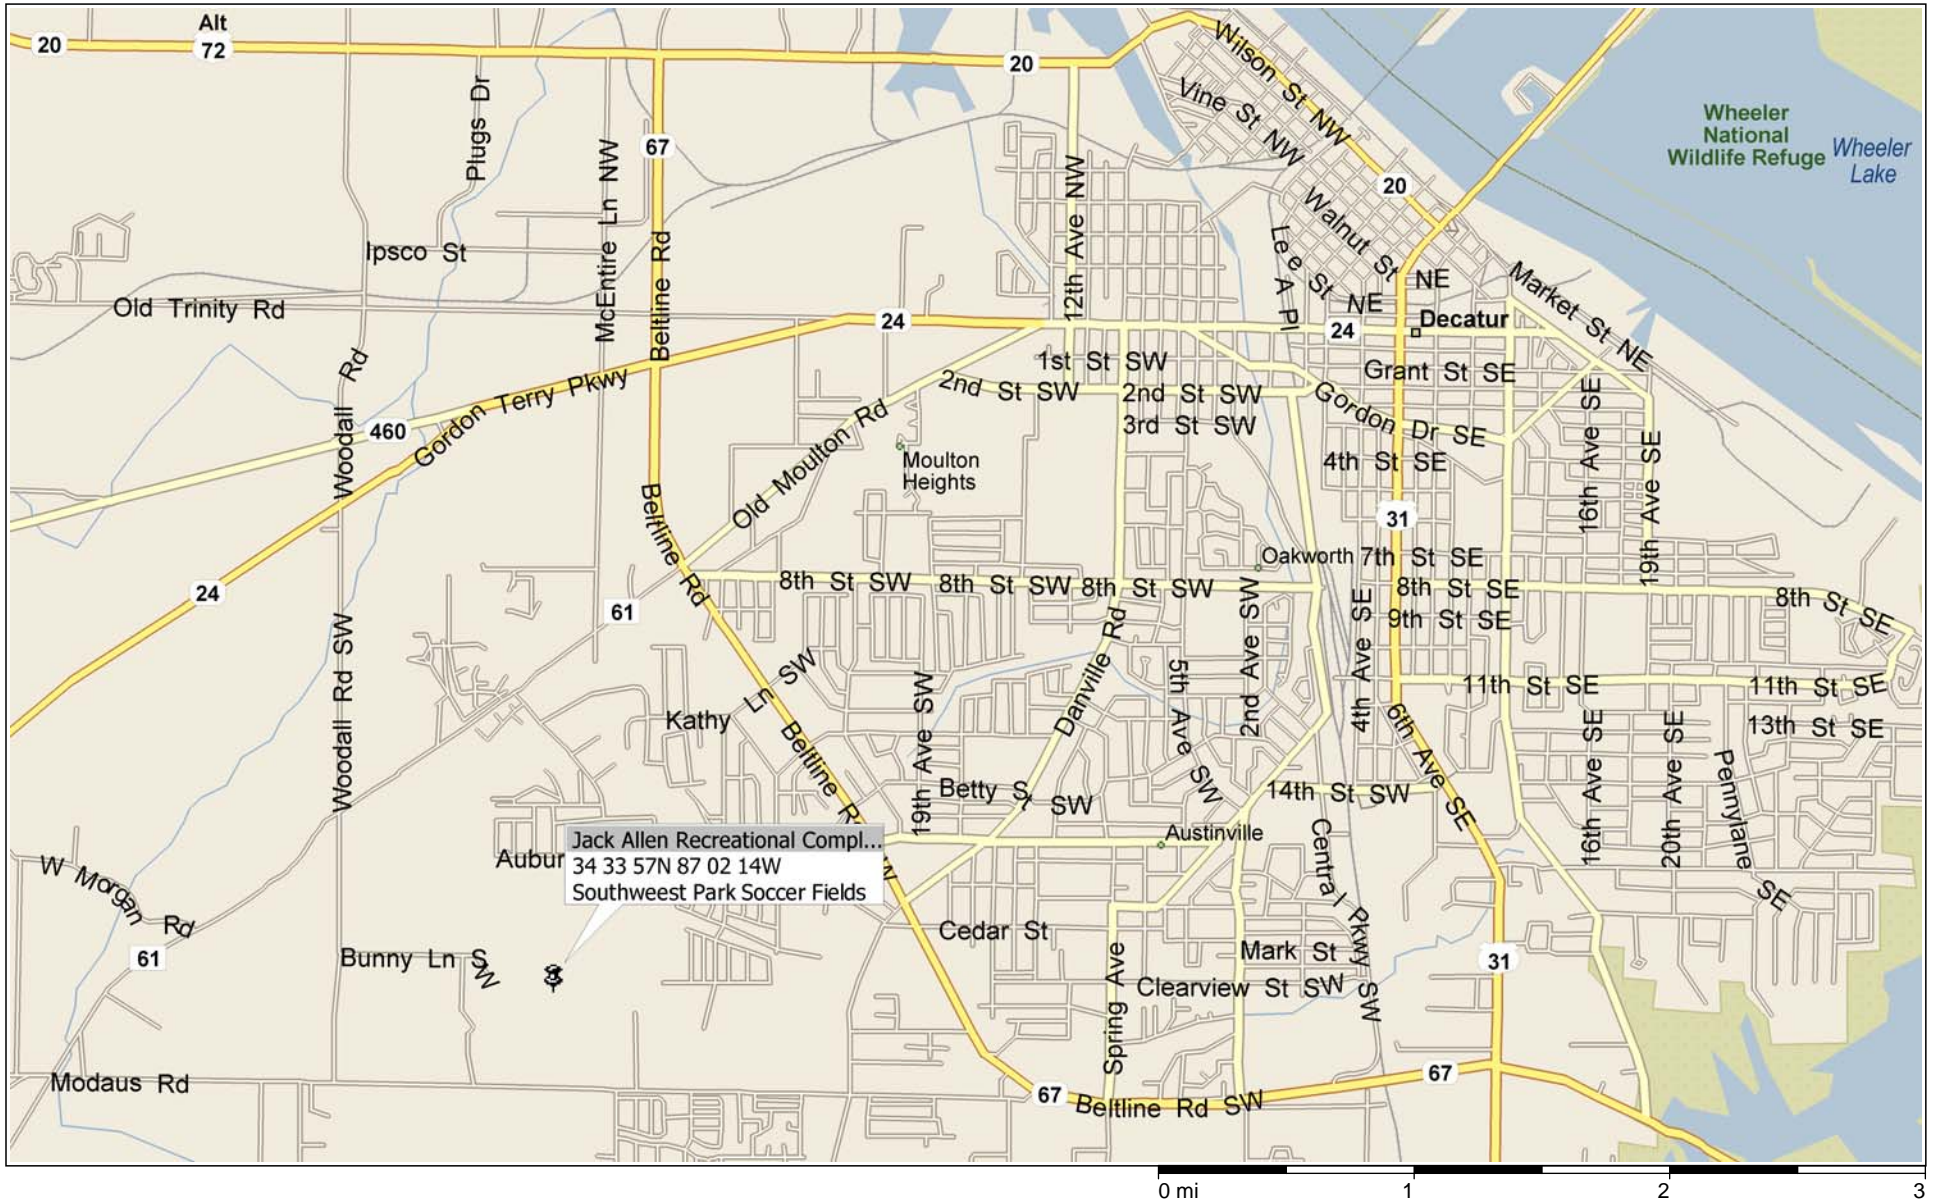 Alt
20
72
20
Wilson St NW
Vine St NW
Plugs Dr
67
McEntire Ln NW
12th Ave NW
20
Wheeler
National
Wildlife Refuge
Wheeler
Lake
Walnut St NE
Ipsco St
Beltline Rd
Lee St NE
A Pl
Market St NE
Old Trinity Rd
24
24
Decatur
1st St SW
Grant St SE
Woodall Rd
Gordon Terry Pkwy
2nd St SW
2nd St SW
Gordon Dr SE
16th Ave SE
460
Old Moulton Rd
3rd St SW
19th Ave SE
Moulton
Heights
4th St SE
Beltline Rd
31
Oakworth
7th St SE
24
61
8th St SW
8th St SW
8th St SW
8th St SE
8th St SE
9th St SE
Woodall Rd SW
Kathy Ln SW
19th Ave SW
Danville Rd
5th Ave SW
2nd Ave SW
4th Ave SE
11th St SE
11th St SE
13th St SE
6th Ave SE
16th Ave SE
20th Ave SE
Pennylane SE
Beltline Rd SW
Betty St SW
14th St SW
Austinville
Central Pkwy SW
Jack Allen Recreational Compl...
34 33 57N 87 02 14W
Southweest Park Soccer Fields
Aubur
W Morgan Rd
61
Bunny Ln SW
Cedar St
Mark St
Spring Ave
Clearview St SW
31
Modaus Rd
67
Beltline Rd SW
67
0 mi
1
2
3